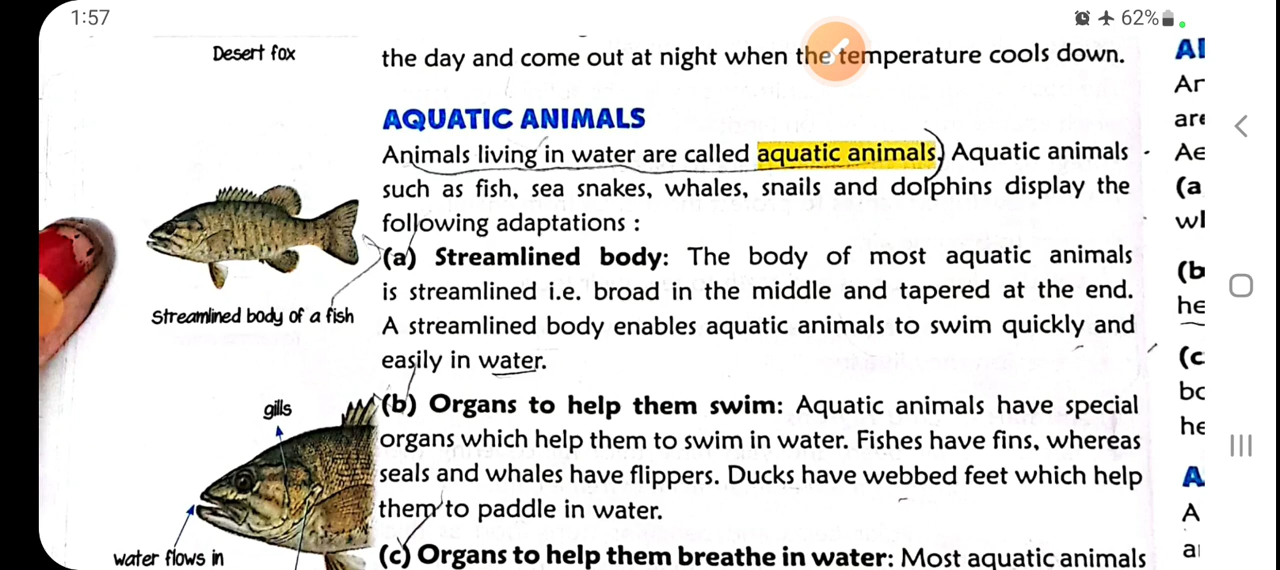 1:57
62%
Desert fox
the day and come out at night when the temperature cools down.
AQUATIC ANIMALS
Animals living in water are called aquatic animals. Aquatic animals
such as fish, sea snakes, whales, snails and dolphins display the
following adaptations :
(a) Streamlined body: The body of most aquatic animals
is streamlined i.e. broad in the middle and tapered at the end.
A streamlined body enables aquatic animals to swim quickly and
easily in water.
Streamlined body of a fish
(b) Organs to help them swim: Aquatic animals have special
organs which help them to swim in water. Fishes have fins, whereas
seals and whales have flippers. Ducks have webbed feet which help
them to paddle in water.
gills
water flows in
(c) Organs to help them breathe in water: Most aquatic animals
are
(a
(b
he
(c
he
A